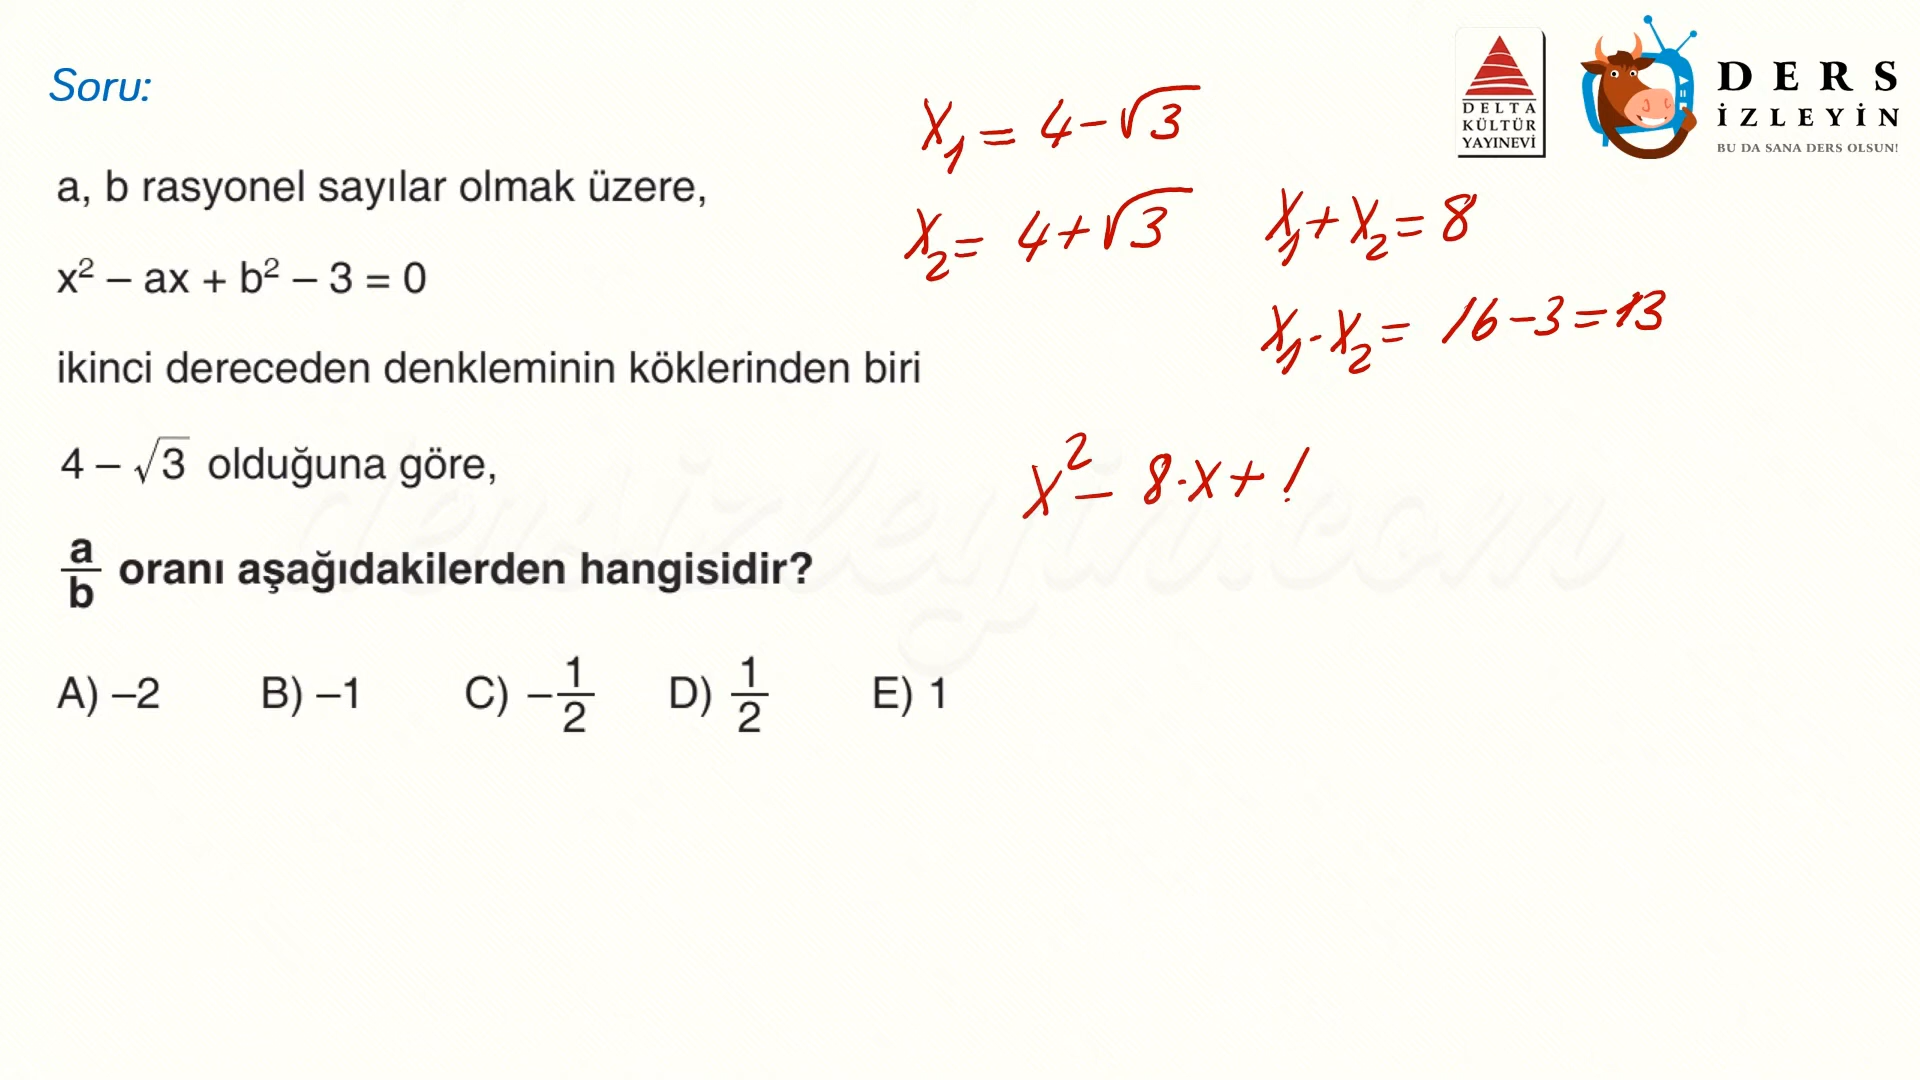 Soru:
a, b rasyonel sayılar olmak üzere,
x² – ax + b² – 3 = 0
ikinci dereceden denkleminin köklerinden biri
4 – √3 olduğuna göre,
a/b oranı aşağıdakilerden hangisidir?
A) –2 B) –1 C) –1/2 D) 1/2 E) 1
x₁ = 4 – √3
x₂ = 4 + √3
x₁ + x₂ = 8
x₁ · x₂ = 16 – 3 = 13
x² – 8 · x + /
DELTA
KÜLTÜR
YAYINEVİ
DERS
İZLEYİN
BU DA SANA DERS OLSUN!
dersizleyin.com